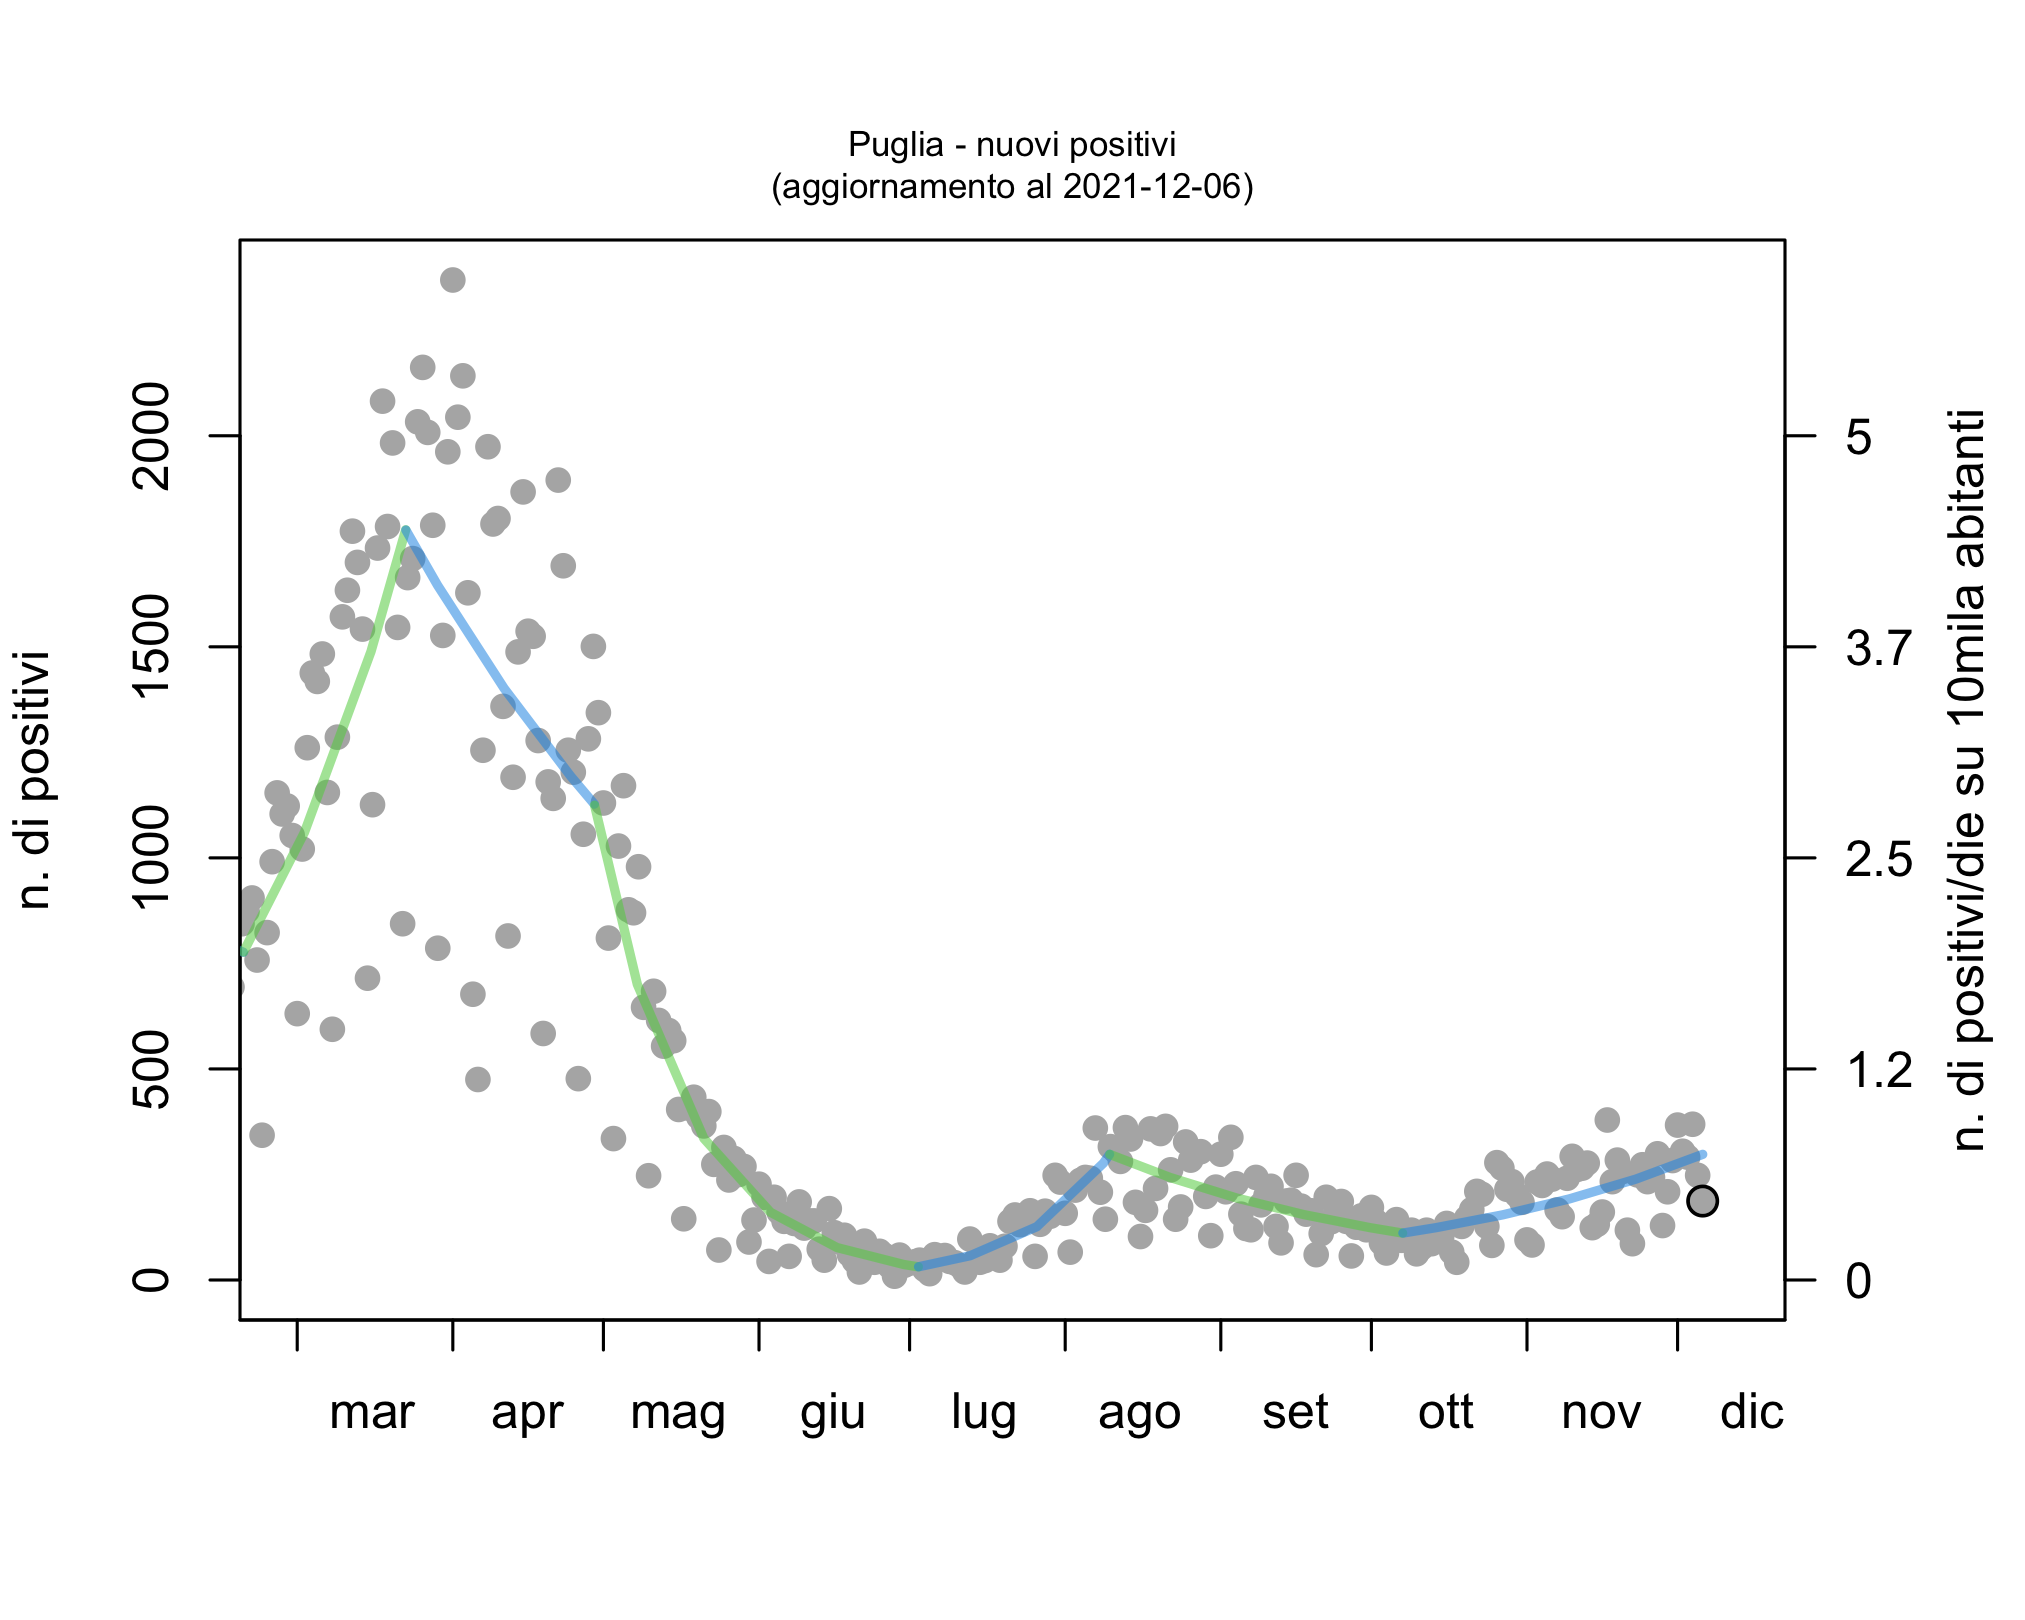 Puglia - nuovi positivi
(aggiornamento al 2021-12-06)
n. di positivi
2000
1500
1000
500
0
5
3.7
2.5
1.2
0
n. di positivi/die su 10mila abitanti
mar apr mag giu lug ago set ott nov dic